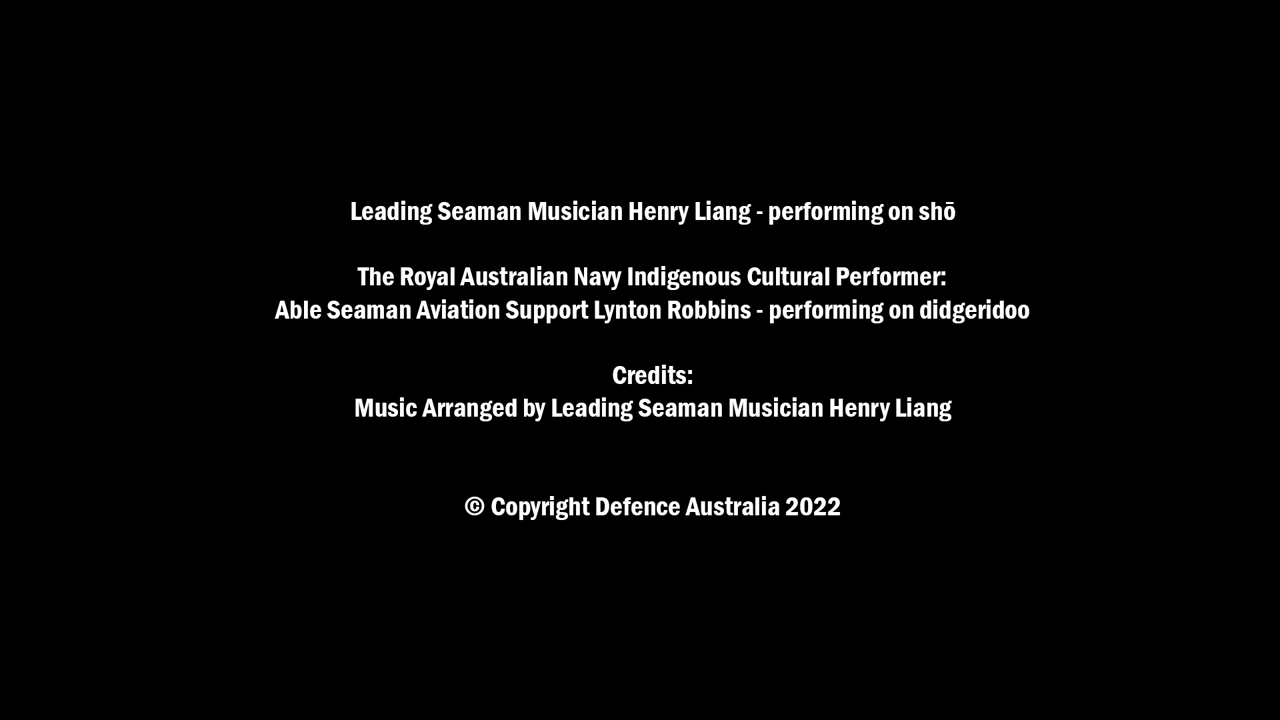 Leading Seaman Musician Henry Liang - performing on shō
The Royal Australian Navy Indigenous Cultural Performer:
Able Seaman Aviation Support Lynton Robbins - performing on didgeridoo
Credits:
Music Arranged by Leading Seaman Musician Henry Liang
© Copyright Defence Australia 2022